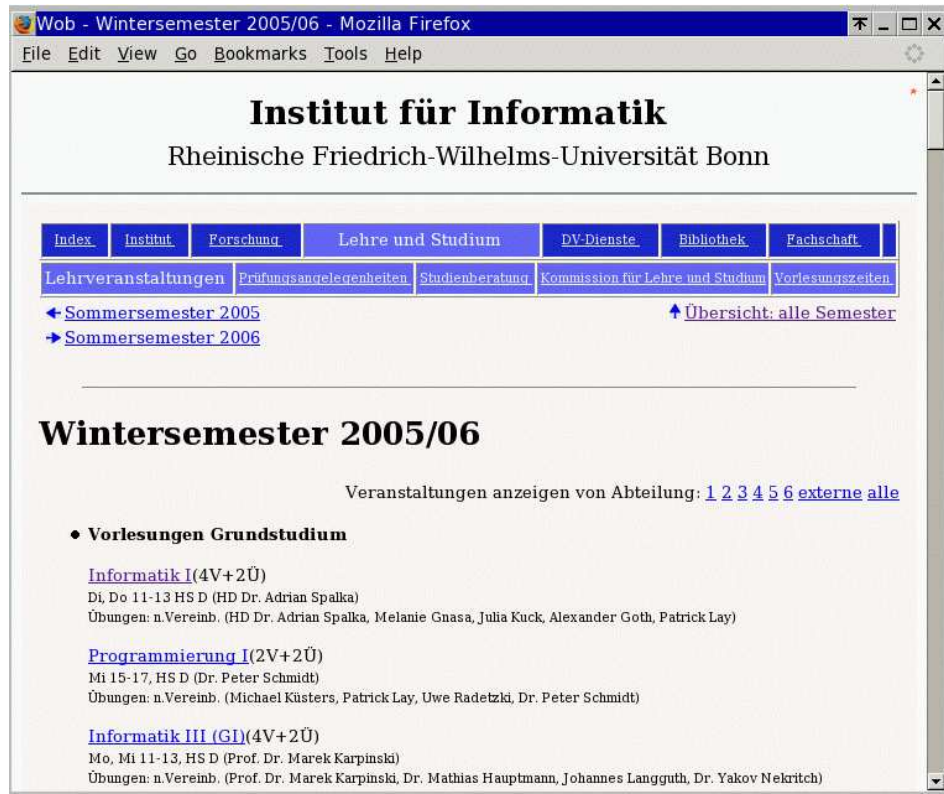 Wob - Wintersemester 2005/06 - Mozilla Firefox
File Edit View Go Bookmarks Tools Help
Institut für Informatik
Rheinische Friedrich-Wilhelms-Universität Bonn
Index Institut Forschung Lehre und Studium DV-Dienste Bibliothek Fachschaft
Lehrveranstaltungen Prüfungsangelegenheiten Studienberatung Kommission für Lehre und Studium Vorlesungszeiten
Sommersemester 2005 Übersicht: alle Semester
Sommersemester 2006
Wintersemester 2005/06
Veranstaltungen anzeigen von Abteilung: 1 2 3 4 5 6 externe alle
• Vorlesungen Grundstudium
Informatik I(4V+2Ü)
Di, Do 11-13 HS D (HD Dr. Adrian Spalka)
Übungen: n.Vereinb. (HD Dr. Adrian Spalka, Melanie Gnasa, Julia Kuck, Alexander Goth, Patrick Lay)
Programmierung I(2V+2Ü)
Mi 15-17, HS D (Dr. Peter Schmidt)
Übungen: n.Vereinb. (Michael Küsters, Patrick Lay, Uwe Radetzki, Dr. Peter Schmidt)
Informatik III (GI)(4V+2Ü)
Mo, Mi 11-13, HS D (Prof. Dr. Marek Karpinski)
Übungen: n.Vereinb. (Prof. Dr. Marek Karpinski, Dr. Mathias Hauptmann, Johannes Langguth, Dr. Yakov Nekritch)